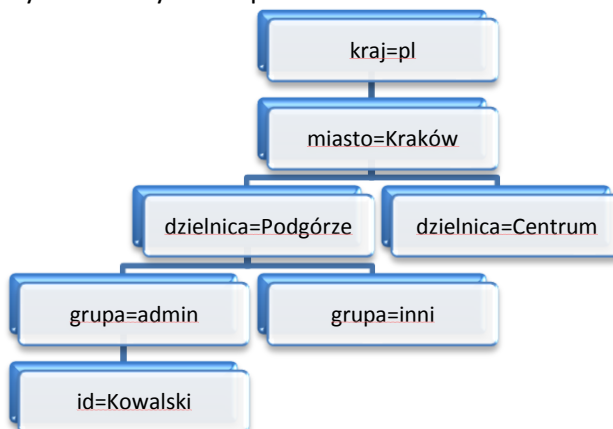 kraj=pl
miasto=Kraków
dzielnica=Podgórze
dzielnica=Centrum
grupa=admin
grupa=inni
id=Kowalski